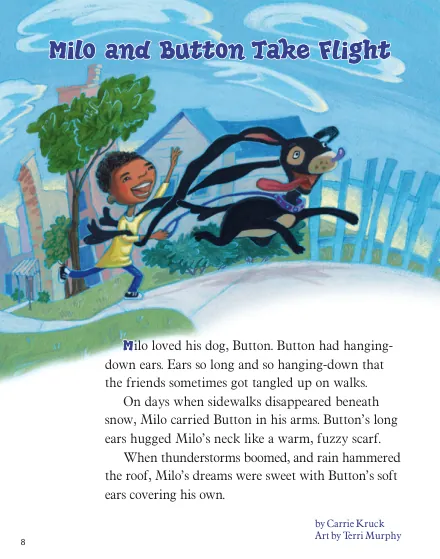 Milo and Button Take Flight
Milo loved his dog, Button. Button had hanging-
down ears. Ears so long and so hanging-down that
the friends sometimes got tangled up on walks.
On days when sidewalks disappeared beneath
snow, Milo carried Button in his arms. Button’s long
ears hugged Milo’s neck like a warm, fuzzy scarf.
When thunderstorms boomed, and rain hammered
the roof, Milo’s dreams were sweet with Button’s soft
ears covering his own.
by Carrie Kruck
Art by Terri Murphy
8